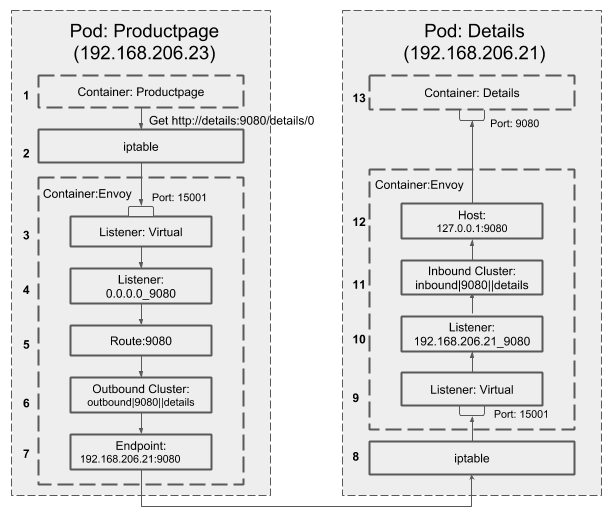 Pod: Productpage
(192.168.206.23)
1
Container: Productpage
Get http://details:9080/details/0
2
iptable
Container:Envoy
Port: 15001
3
Listener: Virtual
4
Listener:
0.0.0.0_9080
5
Route:9080
6
Outbound Cluster:
outbound|9080||details
7
Endpoint:
192.168.206.21:9080
Pod: Details
(192.168.206.21)
13
Container: Details
Port: 9080
Container:Envoy
12
Host:
127.0.0.1:9080
11
Inbound Cluster:
inbound|9080||details
10
Listener:
192.168.206.21_9080
9
Listener: Virtual
Port: 15001
8
iptable